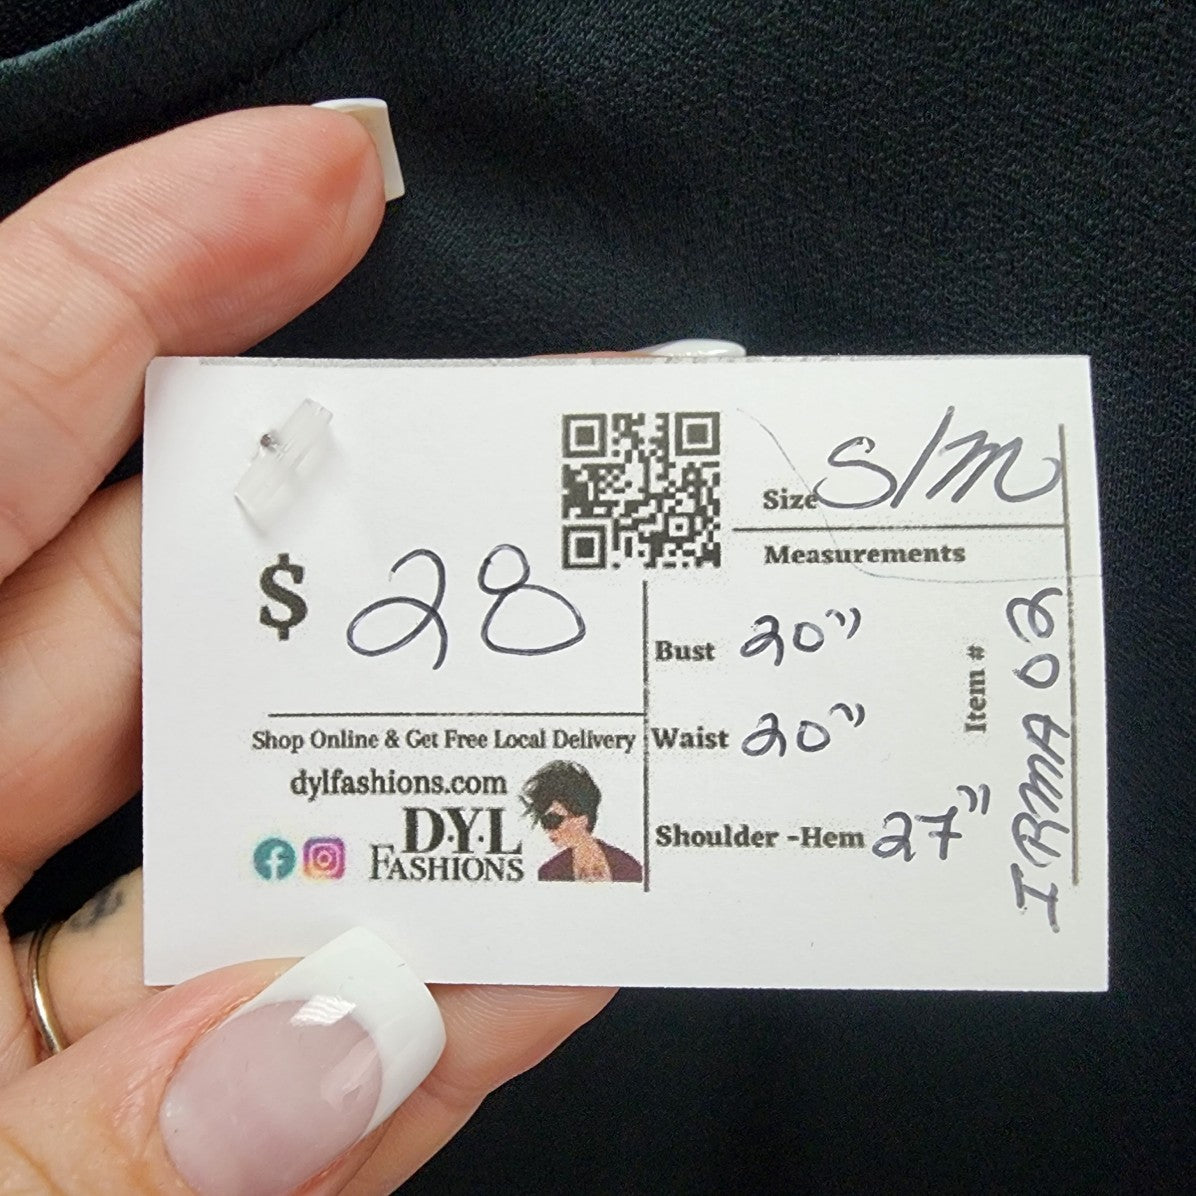 Size S/M
Measurements
$ 28
Bust 20"
Waist 20"
Shoulder -Hem 27"
Item # IRMA 02
Shop Online & Get Free Local Delivery
dylfashions.com
D·Y·L
FASHIONS